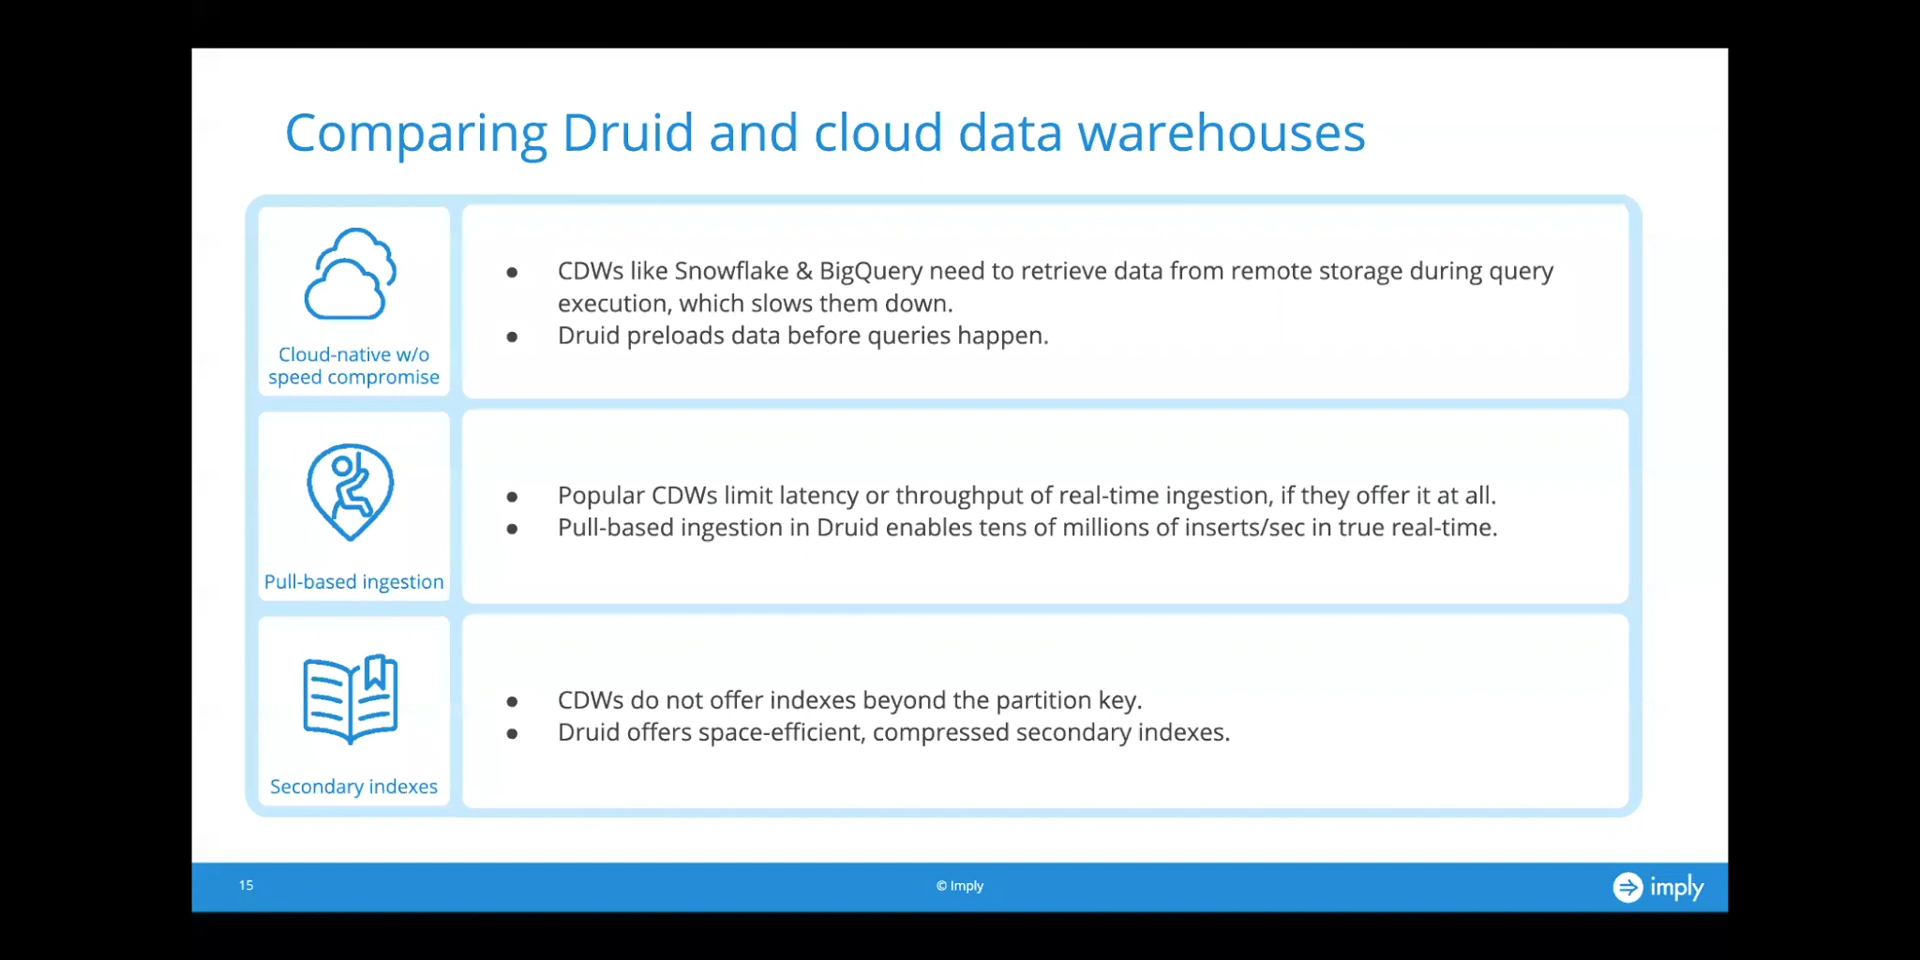 Comparing Druid and cloud data warehouses
Cloud-native w/o
speed compromise
● CDWs like Snowflake & BigQuery need to retrieve data from remote storage during query
execution, which slows them down.
● Druid preloads data before queries happen.
Pull-based ingestion
● Popular CDWs limit latency or throughput of real-time ingestion, if they offer it at all.
● Pull-based ingestion in Druid enables tens of millions of inserts/sec in true real-time.
Secondary indexes
● CDWs do not offer indexes beyond the partition key.
● Druid offers space-efficient, compressed secondary indexes.
15
© Imply
imply